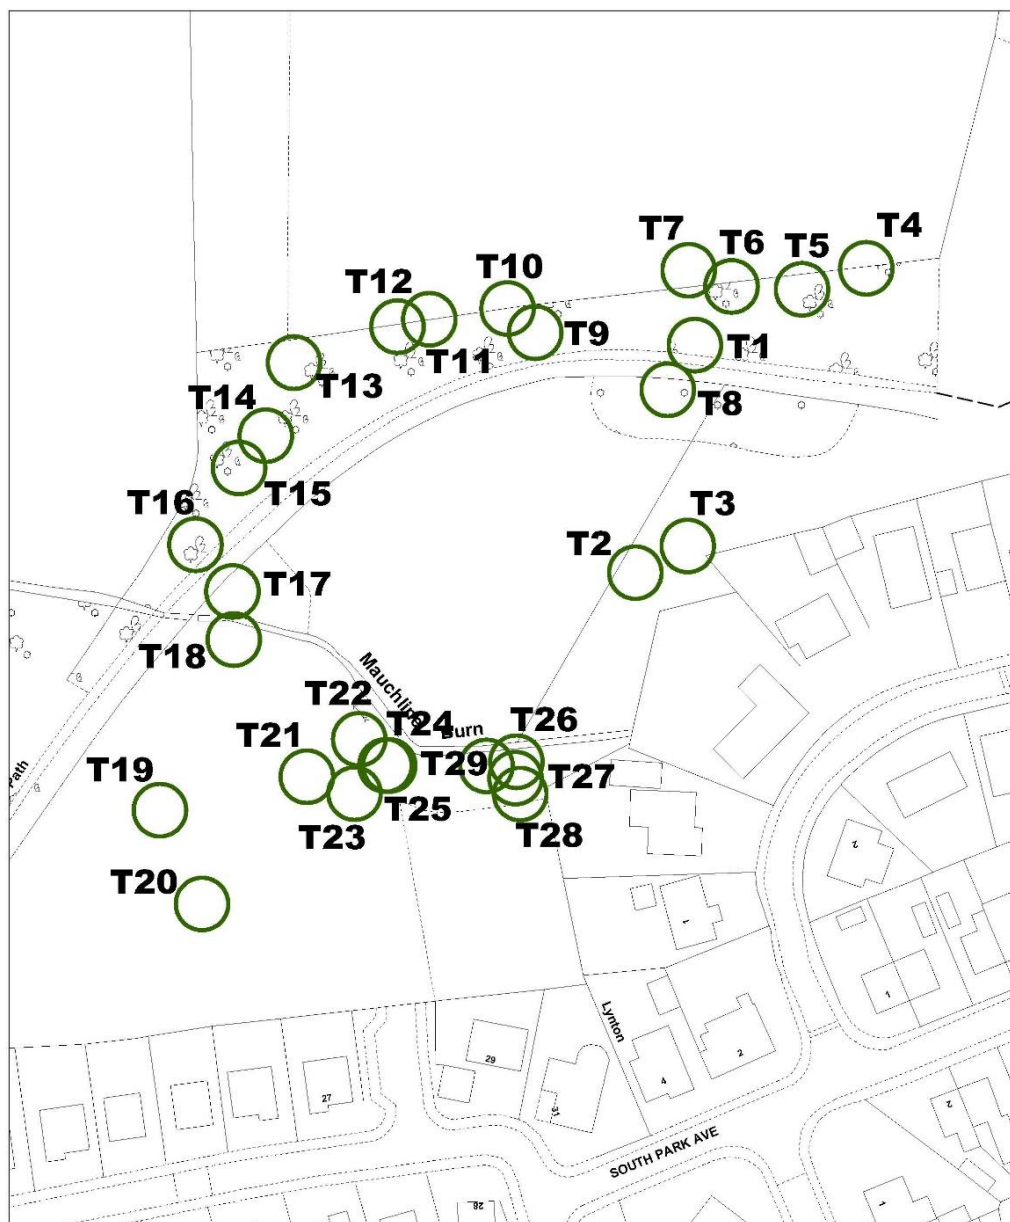 T4
T7
T6
T5
T10
T12
T9
T1
T11
T13
T14
T8
T15
T16
T3
T2
T17
T18
Mauchline
T22
T24
Burn
T26
T21
T29
T27
Path
T19
T25
T28
T23
T20
2
1
1
Lynton
29
2
4
27
31
2
SOUTH PARK AVE
1
26